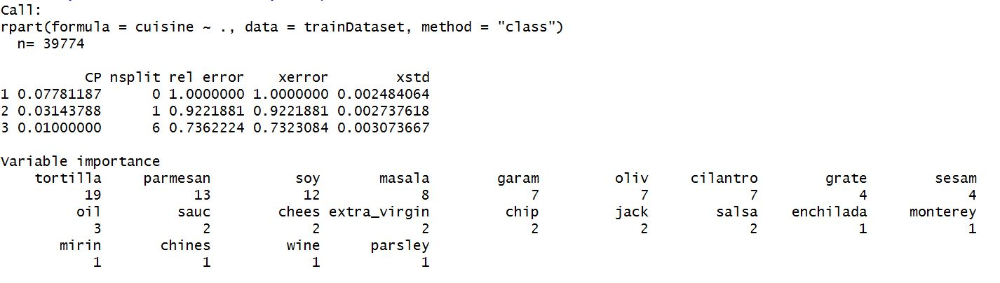 Call:
rpart(formula = cuisine ~ ., data = trainDataset, method = "class")
  n= 39774
          CP nsplit rel error    xerror        xstd
1 0.07781187      0 1.0000000 1.0000000 0.002484064
2 0.03143788      1 0.9221881 0.9221881 0.002737618
3 0.01000000      6 0.7362224 0.7323084 0.003073667
Variable importance
    tortilla     parmesan          soy       masala        garam         oliv     cilantro        grate        sesam
          19           13           12            8            7            7            7            4            4
         oil         sauc        chees extra_virgin         chip         jack        salsa    enchilada     monterey
           3            2            2            2            2            2            2            1            1
       mirin       chines         wine      parsley
           1            1            1            1